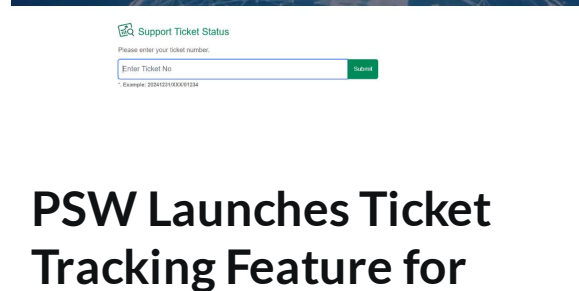 Support Ticket Status
Please enter your ticket number.
Enter Ticket No
Submit
*. Example: 20241231/XXX/01234
PSW Launches Ticket
Tracking Feature for